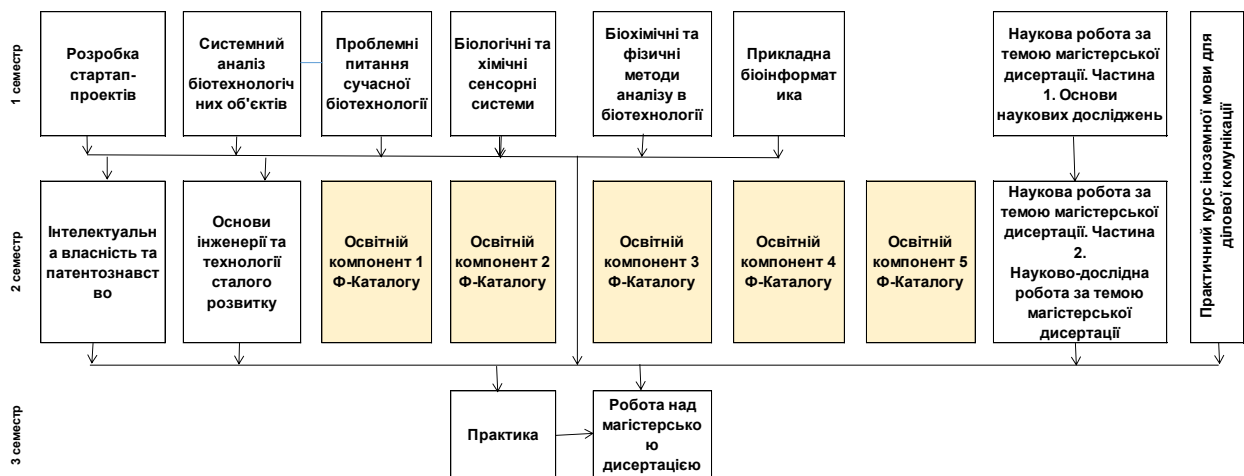 1 семестр
Розробка
стартап-
проектів
Системний
аналіз
біотехнологіч
них об'єктів
Проблемні
питання
сучасної
біотехнології
Біологічні та
хімічні
сенсорні
системи
Біохімічні та
фізичні
методи
аналізу в
біотехнології
Прикладна
біоінформат
ика
Наукова робота за
темою магістерської
дисертації. Частина
1. Основи
наукових досліджень
Практичний курс іноземної мови для
ділової комунікації
2 семестр
Інтелектуальн
а власність та
патентознавст
во
Основи
інженерії та
технології
сталого
розвитку
Освітній
компонент 1
Ф-Каталогу
Освітній
компонент 2
Ф-Каталогу
Освітній
компонент 3
Ф-Каталогу
Освітній
компонент 4
Ф-Каталогу
Освітній
компонент 5
Ф-Каталогу
Наукова робота за
темою магістерської
дисертації. Частина
2.
Науково-дослідна
робота за темою
магістерської
дисертації
3 семестр
Практика
Робота над
магістерсько
ю
дисертацією